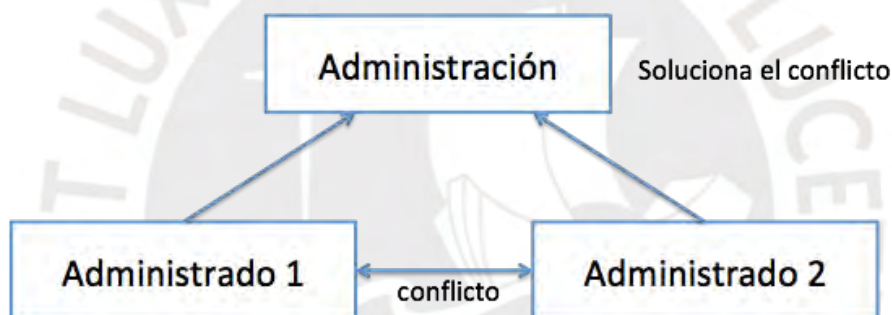 Administración
Soluciona el conflicto
Administrado 1
conflicto
Administrado 2